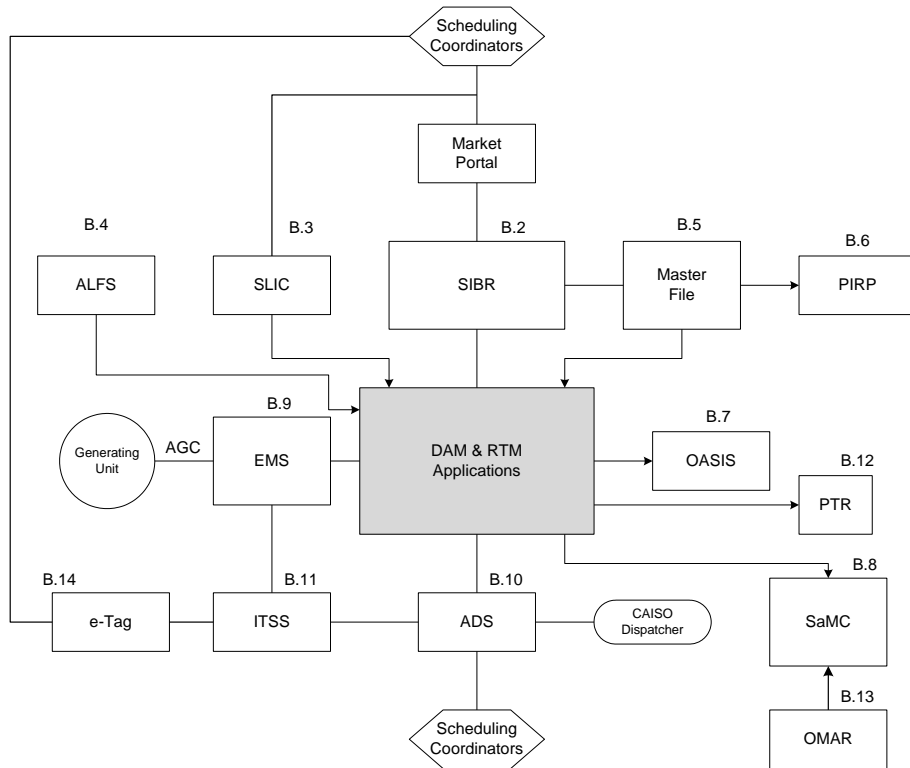 Scheduling
Coordinators
Market
Portal
B.4
B.3
B.2
B.5
B.6
ALFS
SLIC
SIBR
Master
File
PIRP
B.9
B.7
Generating
Unit
AGC
EMS
DAM & RTM
Applications
OASIS
B.12
PTR
B.14
B.11
B.10
B.8
e-Tag
ITSS
ADS
CAISO
Dispatcher
SaMC
B.13
Scheduling
Coordinators
OMAR